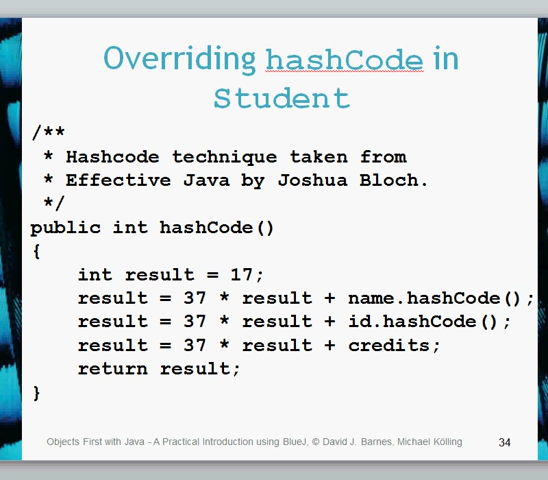 Overriding hashCode in
Student
/**
 * Hashcode technique taken from
 * Effective Java by Joshua Bloch.
 */
public int hashCode()
{
    int result = 17;
    result = 37 * result + name.hashCode();
    result = 37 * result + id.hashCode();
    result = 37 * result + credits;
    return result;
}
Objects First with Java - A Practical Introduction using BlueJ, © David J. Barnes, Michael Kölling
34